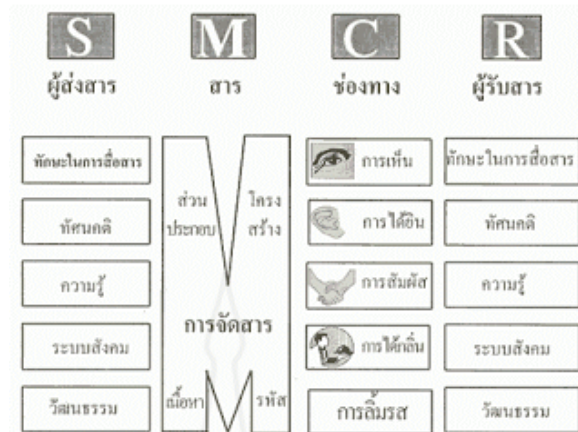 S M C R
ผู้ส่งสาร สาร ช่องทาง ผู้รับสาร
ทักษะในการสื่อสาร
ทัศนคติ
ความรู้
ระบบสังคม
วัฒนธรรม
ส่วน
ประกอบ
โครง
สร้าง
การจัดสาร
เนื้อหา
รหัส
การเห็น
การได้ยิน
การสัมผัส
การได้กลิ่น
การลิ้มรส
ทักษะในการสื่อสาร
ทัศนคติ
ความรู้
ระบบสังคม
วัฒนธรรม